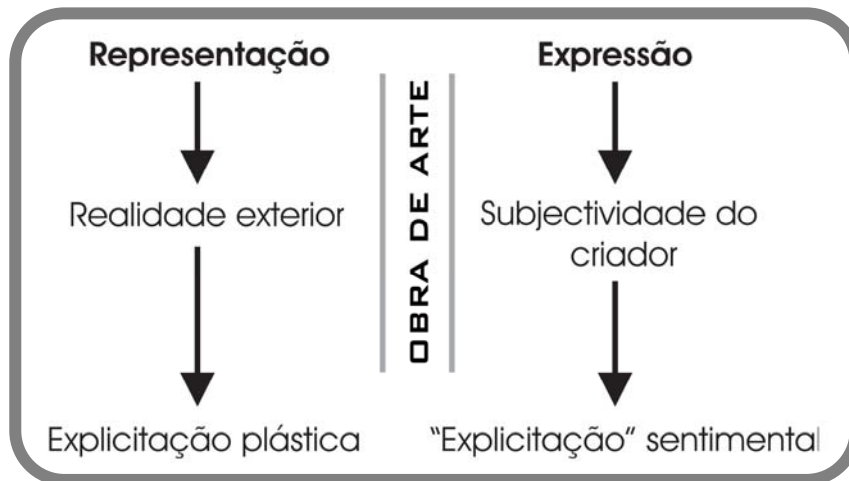 Representação
Realidade exterior
Explicitação plástica
OBRA DE ARTE
Expressão
Subjectividade do
criador
"Explicitação" sentimental